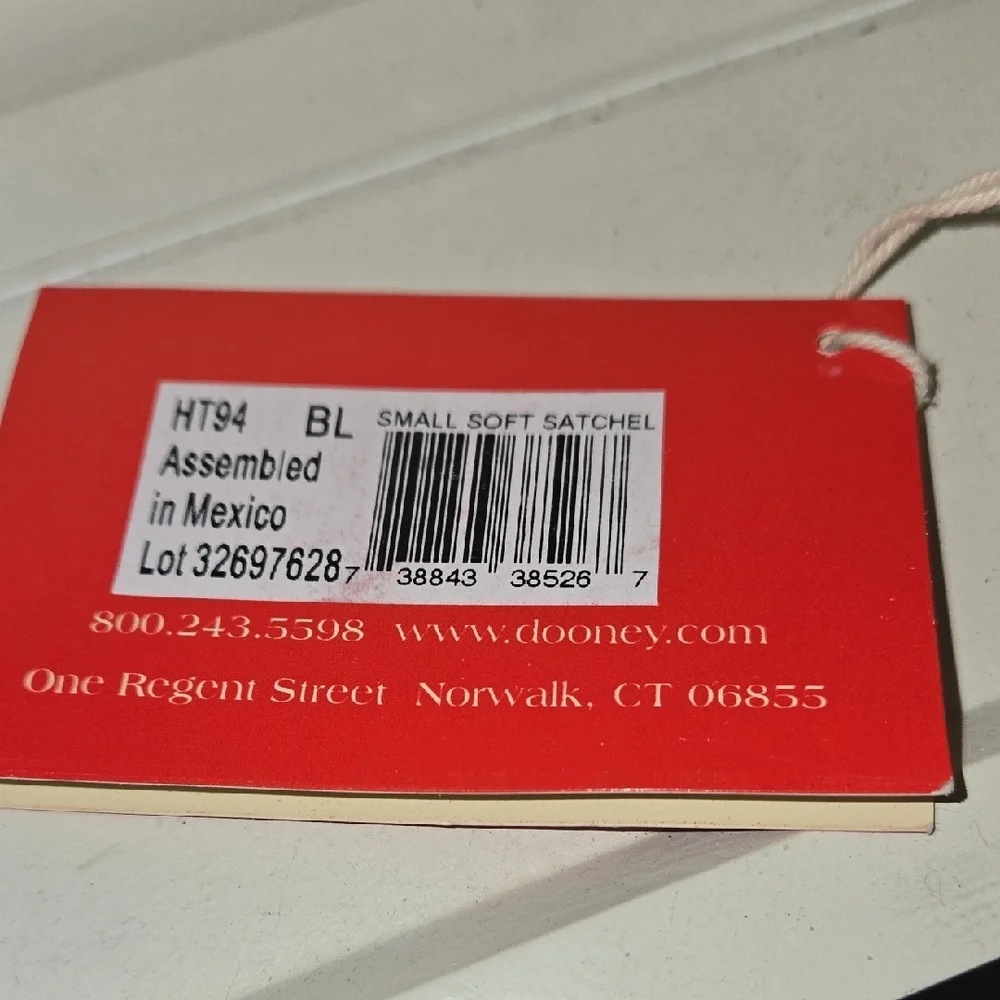 HT94 BL SMALL SOFT SATCHEL
Assembled
in Mexico
Lot 32697628
7 38843 38526 7
800.243.5598 www.dooney.com
One Regent Street Norwalk, CT 06855